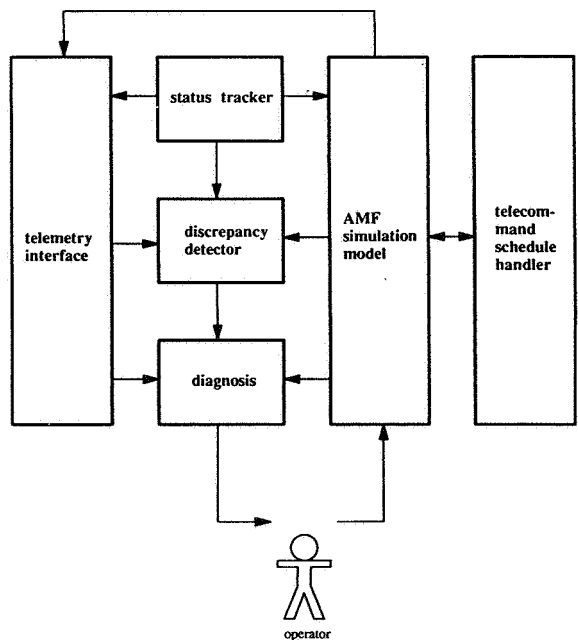 status tracker
telemetry
interface
discrepancy
detector
AMF
simulation
model
telecom-
mand
schedule
handler
diagnosis
operator